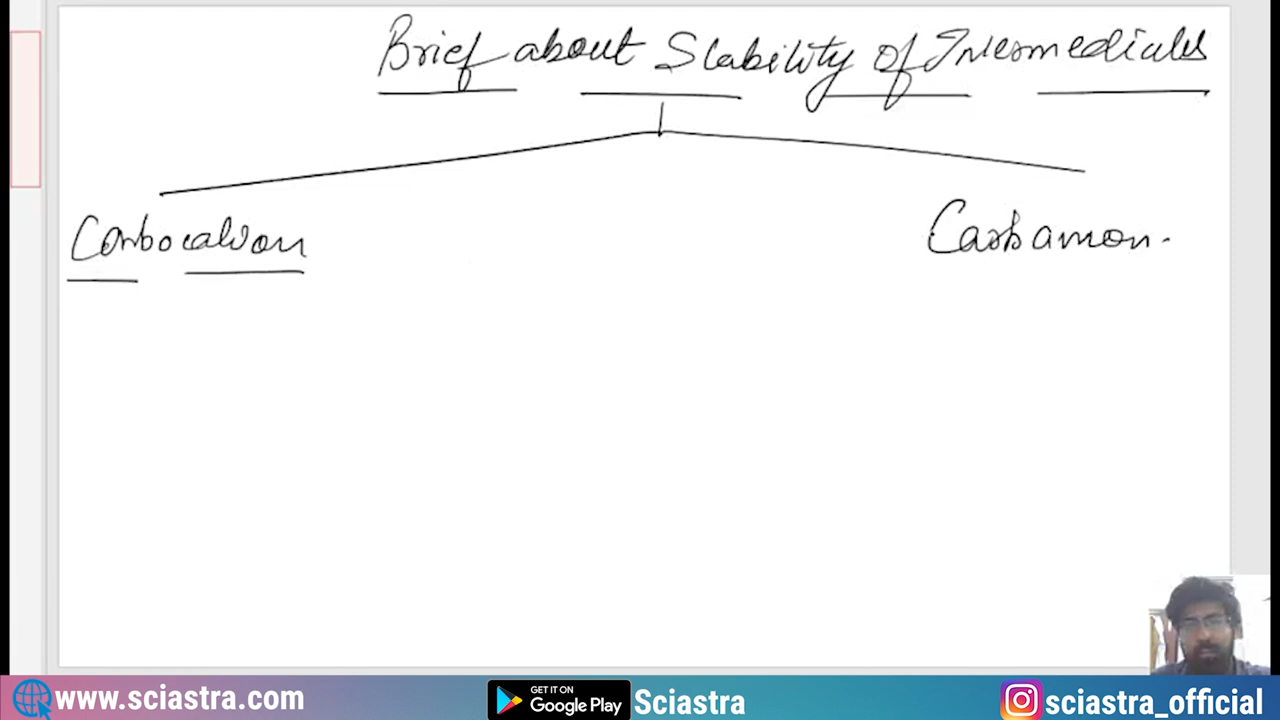 Brief about Stability of Intermediates
Carbocation
Carbanion.
www.sciastra.com
GET IT ON
Google Play
Sciastra
sciastra_official